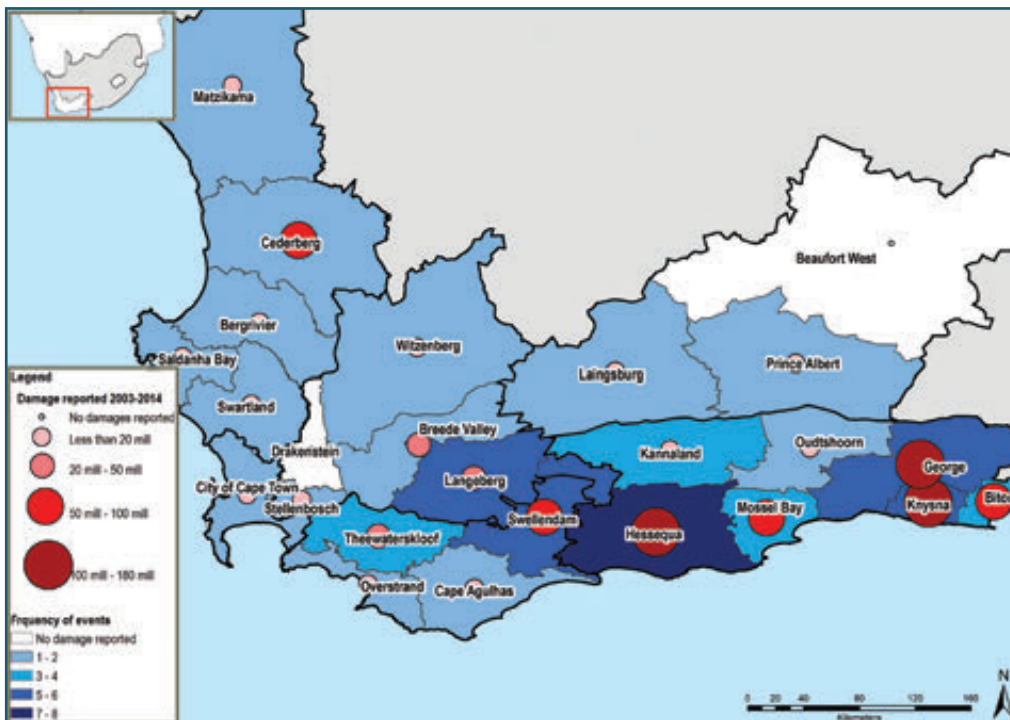 Matzikama
Cederberg
Beaufort West
Bergrivier
Witzenberg
Saldanha Bay
Laingsburg
Prince Albert
Swartland
Breede Valley
Drakenstein
Kannaland
Oudtshoorn
George
Langeberg
City of Cape Town
Stellenbosch
Swellendam
Mossel Bay
Knysna
Bitou
Theewaterskloof
Hessequa
Overstrand
Cape Agulhas
Legend
Damage reported 2003-2014
No damages reported
Less than 20 mill
20 mill - 50 mill
50 mill - 100 mill
100 mill - 180 mill
Frquency of events
No damage reported
1 - 2
3 - 4
5 - 6
7 - 8
N
0 20 40 80 120 160
Kilometers